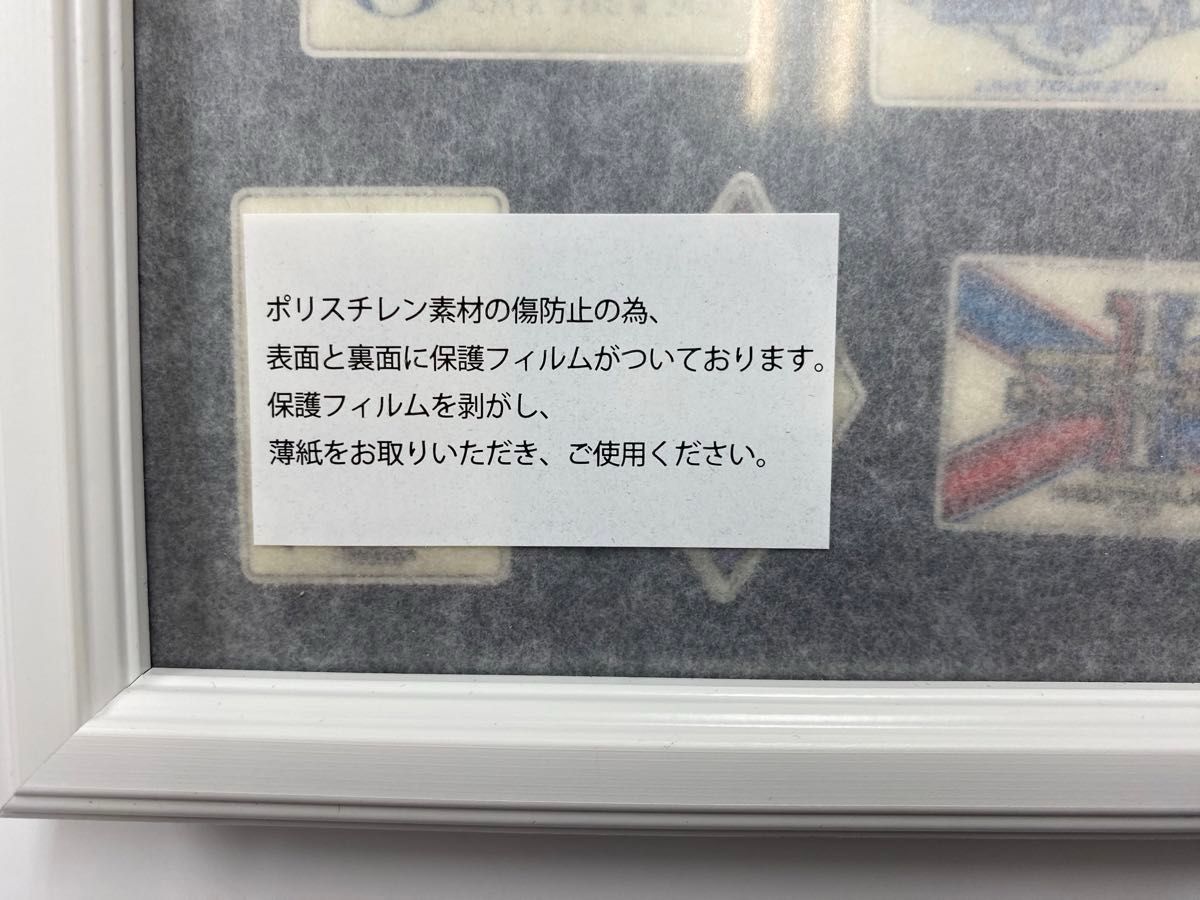 ポリスチレン素材の傷防止の為、
表面と裏面に保護フィルムがついております。
保護フィルムを剥がし、
薄紙をお取りいただき、ご使用ください。